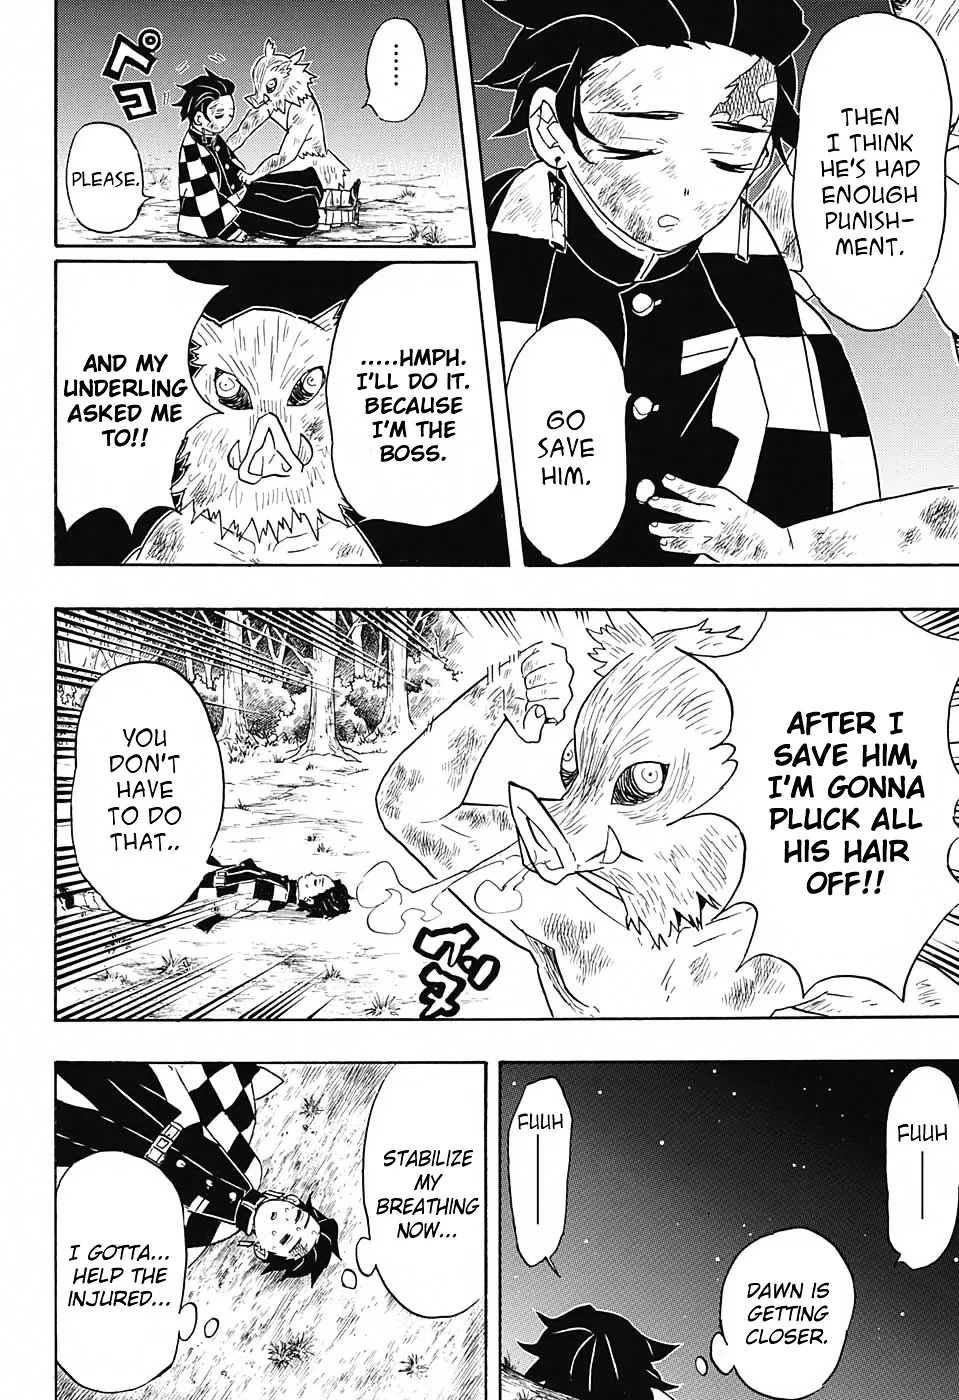 THEN
I THINK
HE'S HAD
ENOUGH
PUNISH-
MENT.
GO
SAVE
HIM.
.......
PLEASE.
ペコ
.....HMPH.
I'LL DO IT.
BECAUSE
I'M THE
BOSS.
AND MY
UNDERLING
ASKED ME
TO!!
AFTER I
SAVE HIM,
I'M GONNA
PLUCK ALL
HIS HAIR
OFF!!
YOU
DON'T
HAVE
TO DO
THAT..
FUUH
FUUH
DAWN IS
GETTING
CLOSER.
STABILIZE
MY
BREATHING
NOW...
I GOTTA...
HELP THE
INJURED...